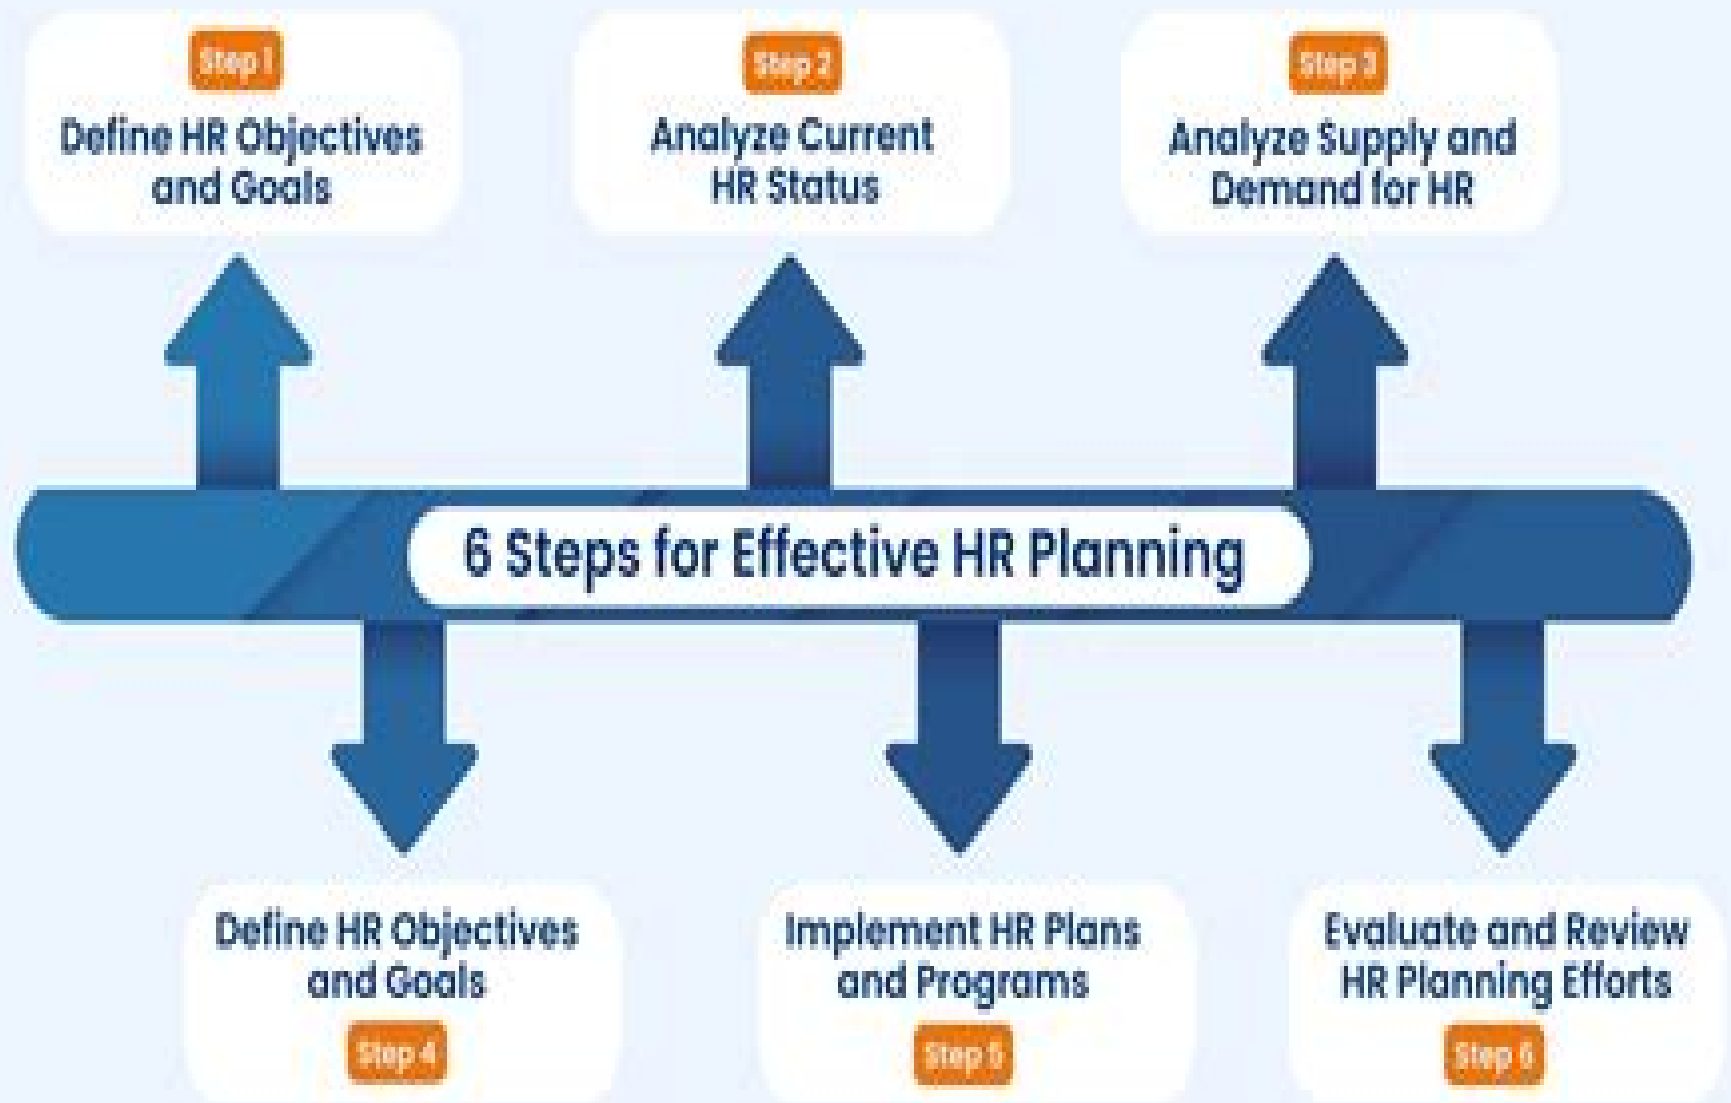 Step 1
Define HR Objectives
and Goals
Step 2
Analyze Current
HR Status
Step 3
Analyze Supply and
Demand for HR
6 Steps for Effective HR Planning
Define HR Objectives
and Goals
Step 4
Implement HR Plans
and Programs
Step 5
Evaluate and Review
HR Planning Efforts
Step 6